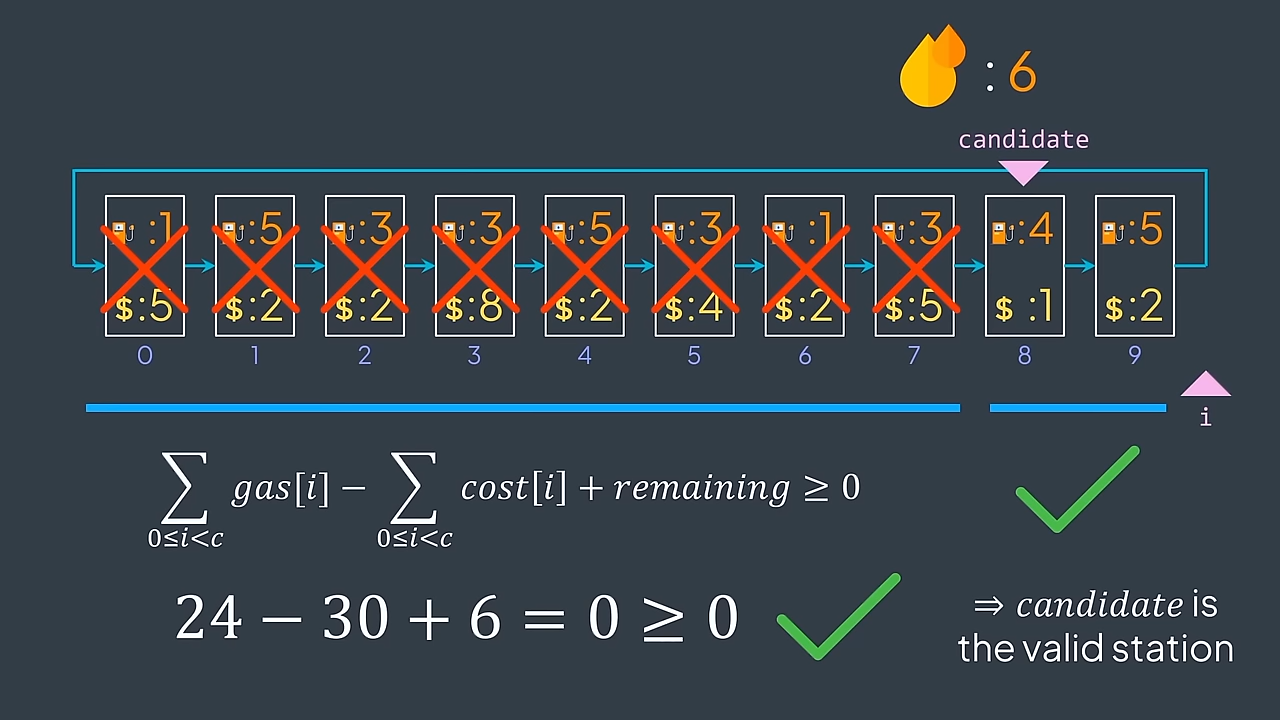 : 6
candidate
:1 :5 :3 :3 :5 :3 :1 :3 :4 :5
$:5 $:2 $:2 $:8 $:2 $:4 $:2 $:5 $ :1 $:2
0 1 2 3 4 5 6 7 8 9
i
∑ gas[i] − ∑ cost[i] + remaining ≥ 0
0≤i<c 0≤i<c
24 − 30 + 6 = 0 ≥ 0
⇒ candidate is
the valid station